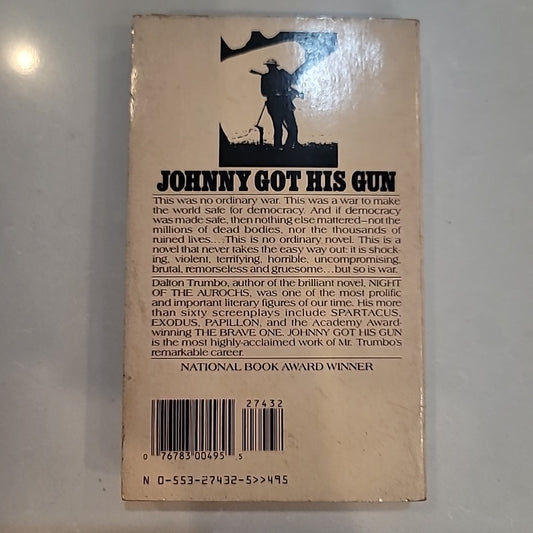 JOHNNY GOT HIS GUN
This was no ordinary war. This was a war to make
the world safe for democracy. And if democracy
was made safe, then nothing else mattered—not the
millions of dead bodies, nor the thousands of
ruined lives....This is no ordinary novel. This is a
novel that never takes the easy way out: it is shock-
ing, violent, terrifying, horrible, uncompromising,
brutal, remorseless and gruesome...but so is war.
Dalton Trumbo, author of the brilliant novel, NIGHT
OF THE AUROCHS, was one of the most prolific
and important literary figures of our time. His more
than sixty screenplays include SPARTACUS,
EXODUS, PAPILLON, and the Academy Award-
winning THE BRAVE ONE. JOHNNY GOT HIS GUN
is the most highly-acclaimed work of Mr. Trumbo's
remarkable career.
NATIONAL BOOK AWARD WINNER
27432
0 76783 00495 5
N 0-553-27432-5>>495